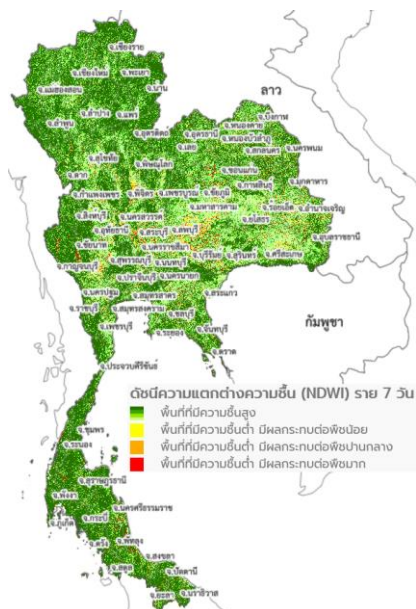 จ.เชียงราย
จ.เชียงใหม่
จ.พะเยา
จ.แม่ฮ่องสอน
จ.น่าน
จ.ลำปาง
จ.แพร่
จ.ลำพูน
จ.อุตรดิตถ์
จ.อุดรธานี
จ.เลย
จ.หนองคาย
จ.บึงกาฬ
จ.หนองบัวลำภู
จ.สกลนคร
จ.นครพนม
ลาว
จ.สุโขทัย
จ.พิษณุโลก
จ.ตาก
จ.ขอนแก่น
จ.กาฬสินธุ์
จ.มุกดาหาร
จ.กำแพงเพชร
จ.พิจิตร
จ.เพชรบูรณ์
จ.ชัยภูมิ
จ.มหาสารคาม
จ.ร้อยเอ็ด
จ.อำนาจเจริญ
จ.ยโสธร
จ.สิงหบุรี
จ.นครสวรรค์
จ.อุทัยธานี
จ.สระบุรี
จ.ลพบุรี
จ.อุบลราชธานี
จ.ชัยนาท
จ.นครราชสีมา
จ.บุรีรัมย์
จ.สุรินทร์
จ.ศรีสะเกษ
จ.กาญจนบุรี
จ.สุพรรณบุรี
จ.นนทบุรี
จ.ปราจีนบุรี
จ.นครนายก
จ.นครปฐม
จ.สมุทรสาคร
จ.สระแก้ว
จ.ราชบุรี
จ.สมุทรสงคราม
จ.ชลบุรี
จ.เพชรบุรี
จ.ระยอง
จ.จันทบุรี
จ.ตราด
กัมพูชา
จ.ประจวบคีรีขันธ์
ดัชนีความแตกต่างความชื้น (NDWI) ราย 7 วัน
พื้นที่ที่มีความชื้นสูง
พื้นที่ที่มีความชื้นต่ำ มีผลกระทบต่อพืชน้อย
พื้นที่ที่มีความชื้นต่ำ มีผลกระทบต่อพืชปานกลาง
พื้นที่ที่มีความชื้นต่ำ มีผลกระทบต่อพืชมาก
จ.ชุมพร
จ.ระนอง
จ.สุราษฎรธานี
จ.พังงา
จ.นครศรีธรรมราช
จ.ภูเก็ต
จ.กระบี่
จ.ตรัง
จ.พัทลุง
จ.สงขลา
จ.สตูล
จ.ปัตตานี
จ.ยะลา
จ.นราธิวาส